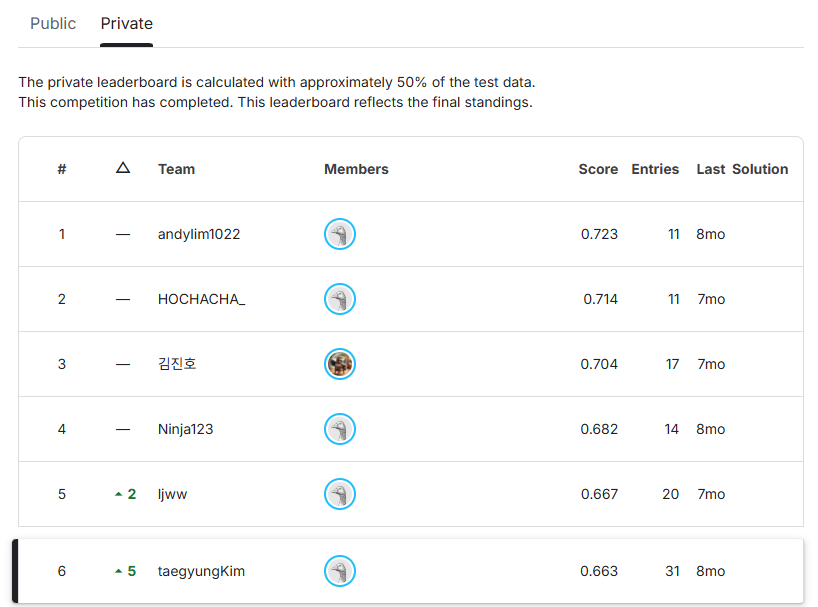 Public Private
The private leaderboard is calculated with approximately 50% of the test data.
This competition has completed. This leaderboard reflects the final standings.
# △ Team Members Score Entries Last Solution
1 — andylim1022 0.723 11 8mo
2 — HOCHACHA_ 0.714 11 7mo
3 — 김진호 0.704 17 7mo
4 — Ninja123 0.682 14 8mo
5 2 ljww 0.667 20 7mo
6 5 taegyungKim 0.663 31 8mo